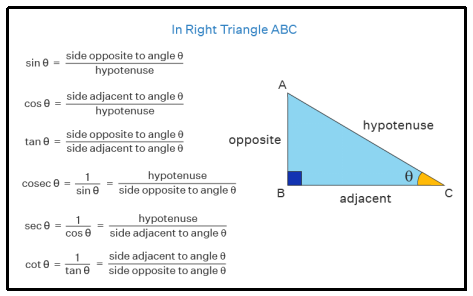 In Right Triangle ABC
sin θ = side opposite to angle θ / hypotenuse
cos θ = side adjacent to angle θ / hypotenuse
tan θ = side opposite to angle θ / side adjacent to angle θ
cosec θ = 1 / sin θ = hypotenuse / side opposite to angle θ
sec θ = 1 / cos θ = hypotenuse / side adjacent to angle θ
cot θ = 1 / tan θ = side adjacent to angle θ / side opposite to angle θ
A
hypotenuse
opposite
θ
B
C
adjacent